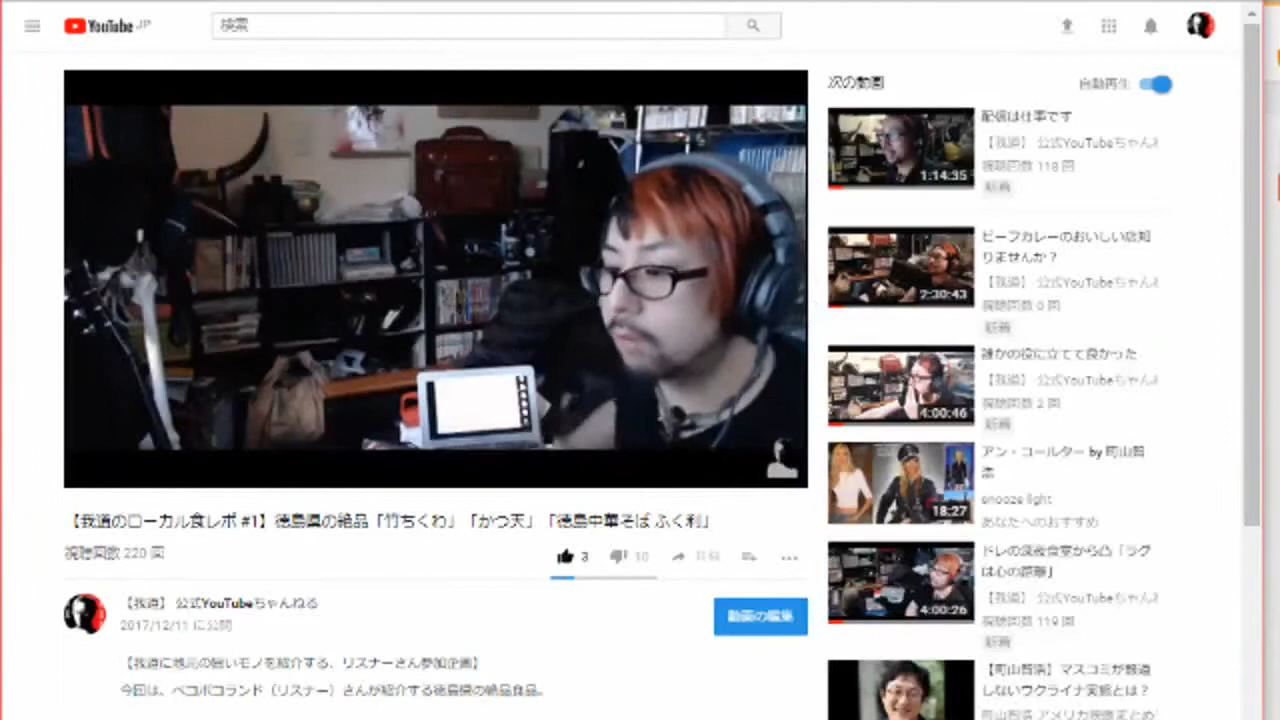 YouTube JP
検索
次の動画
自動再生
配信は仕事です
【我道】 公式YouTubeちゃんね
視聴回数 118 回
新着
1:14:35
ビーフカレーのおいしい店知
りませんか？
【我道】 公式YouTubeちゃんね
視聴回数 0 回
新着
2:30:43
誰かの役に立てて良かった
【我道】 公式YouTubeちゃんね
視聴回数 2 回
新着
4:00:46
アン・コールター by 町山智
浩
snooze light
あなたへのおすすめ
18:27
ドレの深夜食堂から凸「ラグ
は心の距離」
【我道】 公式YouTubeちゃんね
視聴回数 119 回
新着
4:00:26
【町山智浩】マスコミが報道
しないウクライナ実態とは？
町山智浩 アメリカ映画まとめ
【我道のローカル食レポ #1】徳島県の絶品「竹ちくわ」「かつ天」「徳島中華そば ふく利」
視聴回数 220 回
3
10
共有
【我道】 公式YouTubeちゃんねる
2017/12/11 に公開
動画の編集
【我道に地元の旨いモノを紹介する、リスナーさん参加企画】
今回は、ペコポコランド（リスナー）さんが紹介する徳島県の絶品食品。